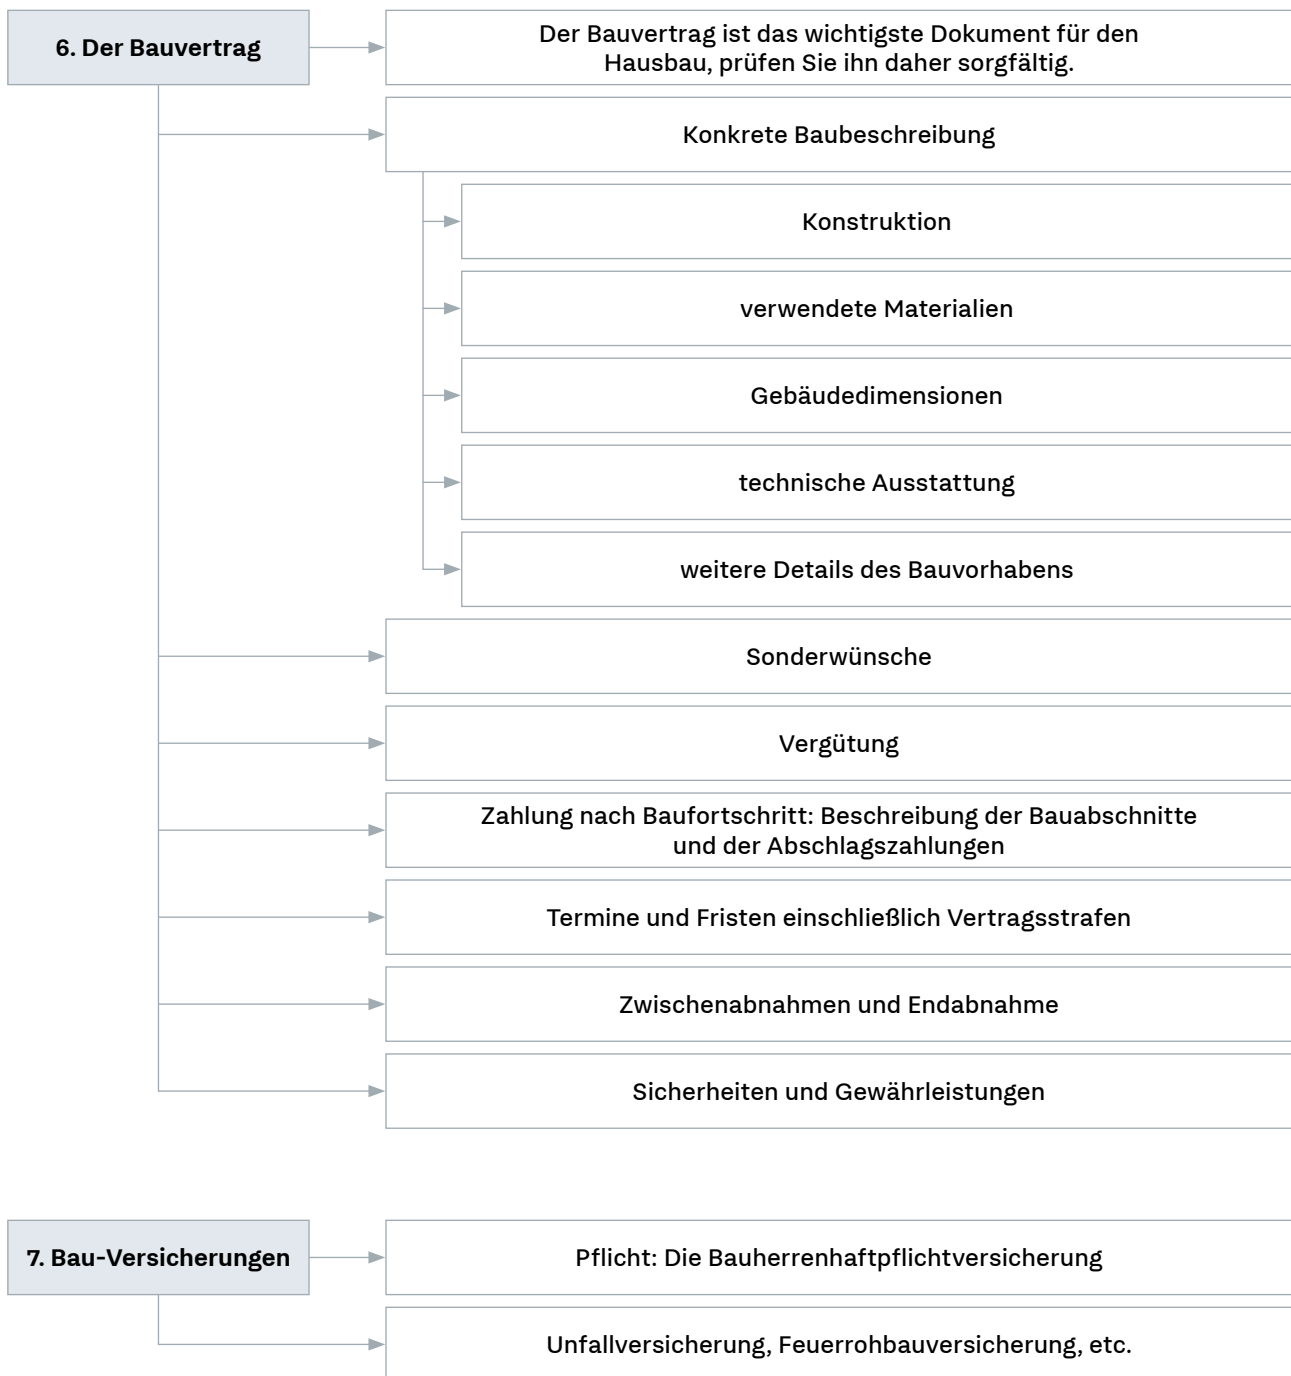 6. Der Bauvertrag
Der Bauvertrag ist das wichtigste Dokument für den
Hausbau, prüfen Sie ihn daher sorgfältig.
Konkrete Baubeschreibung
Konstruktion
verwendete Materialien
Gebäudedimensionen
technische Ausstattung
weitere Details des Bauvorhabens
Sonderwünsche
Vergütung
Zahlung nach Baufortschritt: Beschreibung der Bauabschnitte
und der Abschlagszahlungen
Termine und Fristen einschließlich Vertragsstrafen
Zwischenabnahmen und Endabnahme
Sicherheiten und Gewährleistungen
7. Bau-Versicherungen
Pflicht: Die Bauherrenhaftpflichtversicherung
Unfallversicherung, Feuerrohbauversicherung, etc.